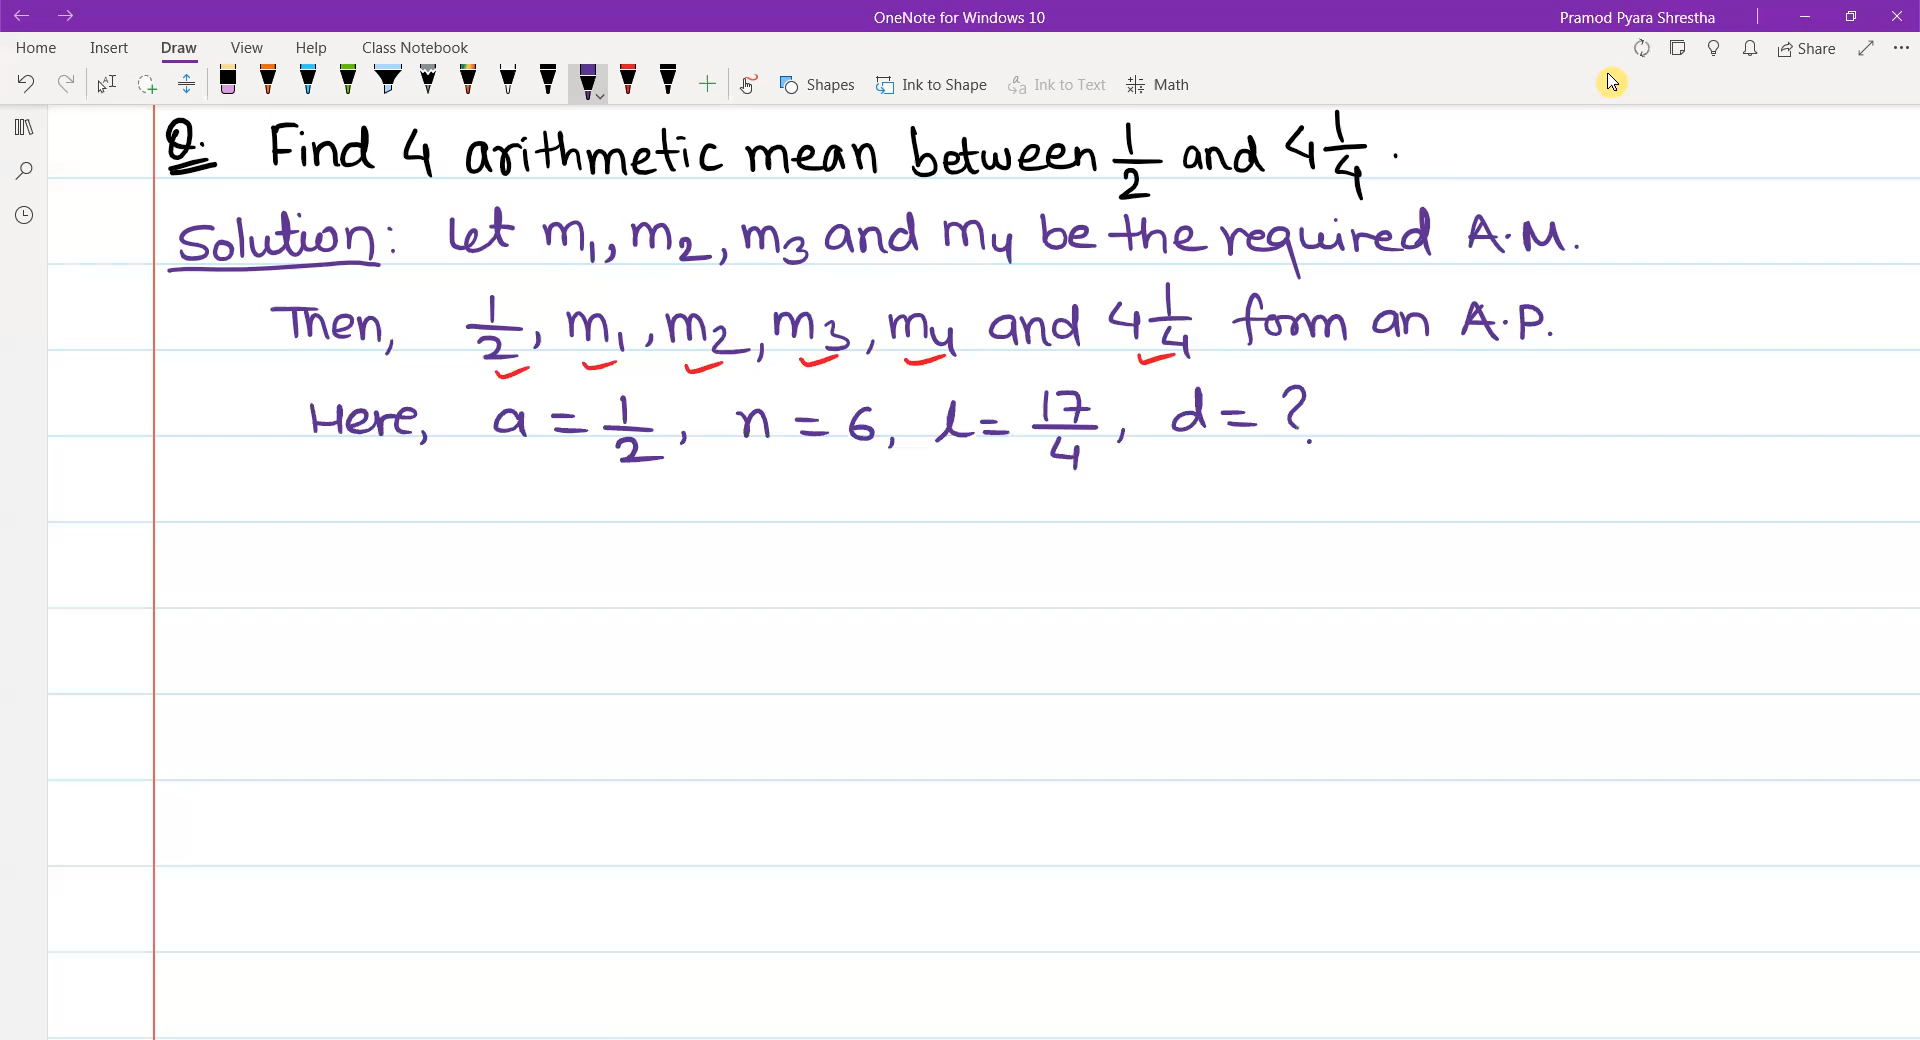 OneNote for Windows 10
Pramod Pyara Shrestha
Home Insert Draw View Help Class Notebook Share
Shapes Ink to Shape Ink to Text Math
Q. Find 4 arithmetic mean between 1/2 and 4 1/4 .
Solution: Let m₁, m₂, m₃ and m₄ be the required A.M.
Then, 1/2, m₁, m₂, m₃, m₄ and 4 1/4 form an A.P.
Here, a = 1/2, n = 6, l = 17/4, d = ?